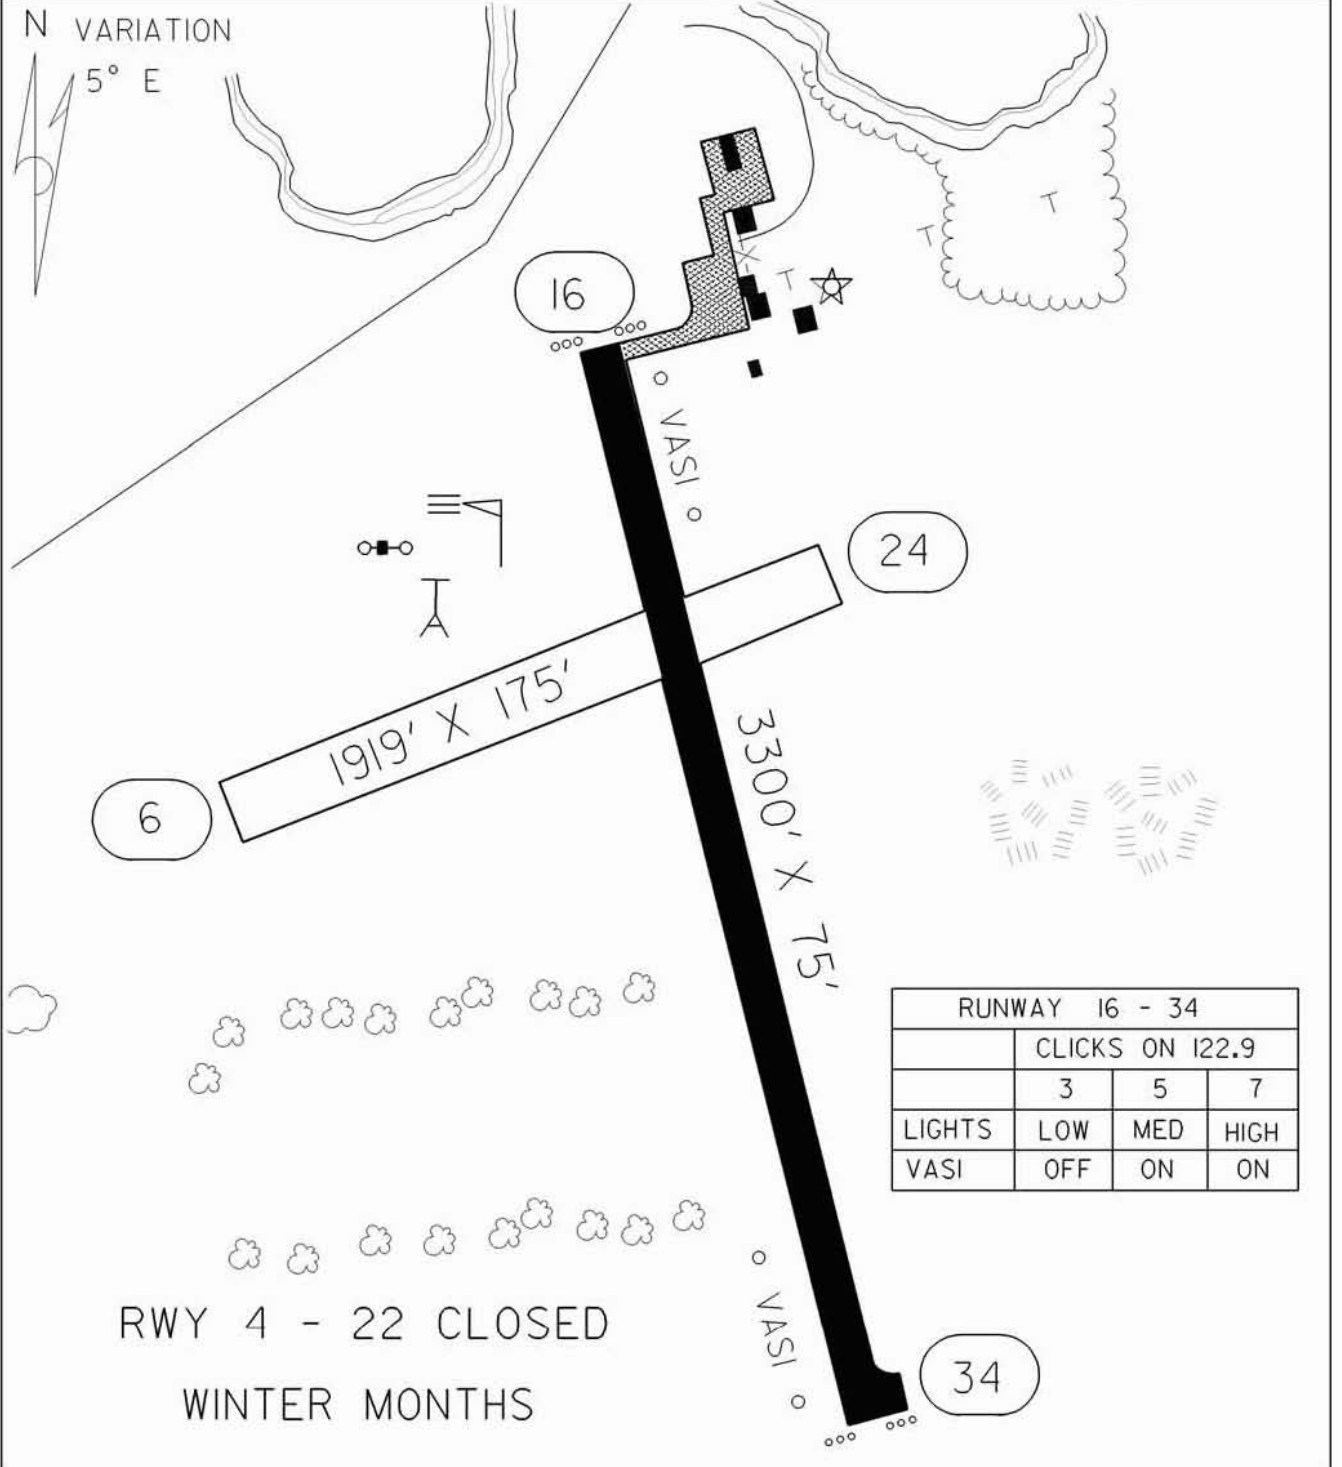 N VARIATION
5° E
16
VASI
24
1919' X 175'
6
3300' X 75'
RUNWAY 16 - 34
CLICKS ON 122.9
3 5 7
LIGHTS LOW MED HIGH
VASI OFF ON ON
RWY 4 - 22 CLOSED
WINTER MONTHS
VASI
34